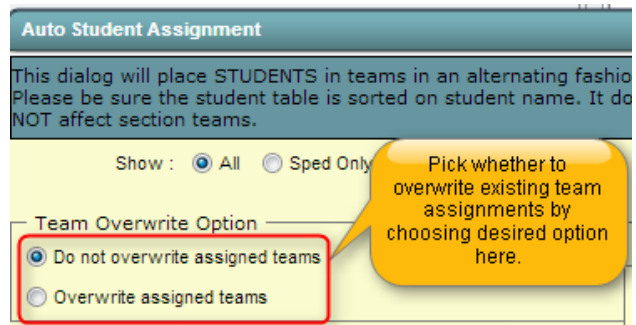 Auto Student Assignment
This dialog will place STUDENTS in teams in an alternating
Please be sure the student table is sorted on student name. It
NOT affect section teams.
Show : All Sped Only
Pick whether to
overwrite existing team
assignments by
choosing desired option
here.
Team Overwrite Option
Do not overwrite assigned teams
Overwrite assigned teams